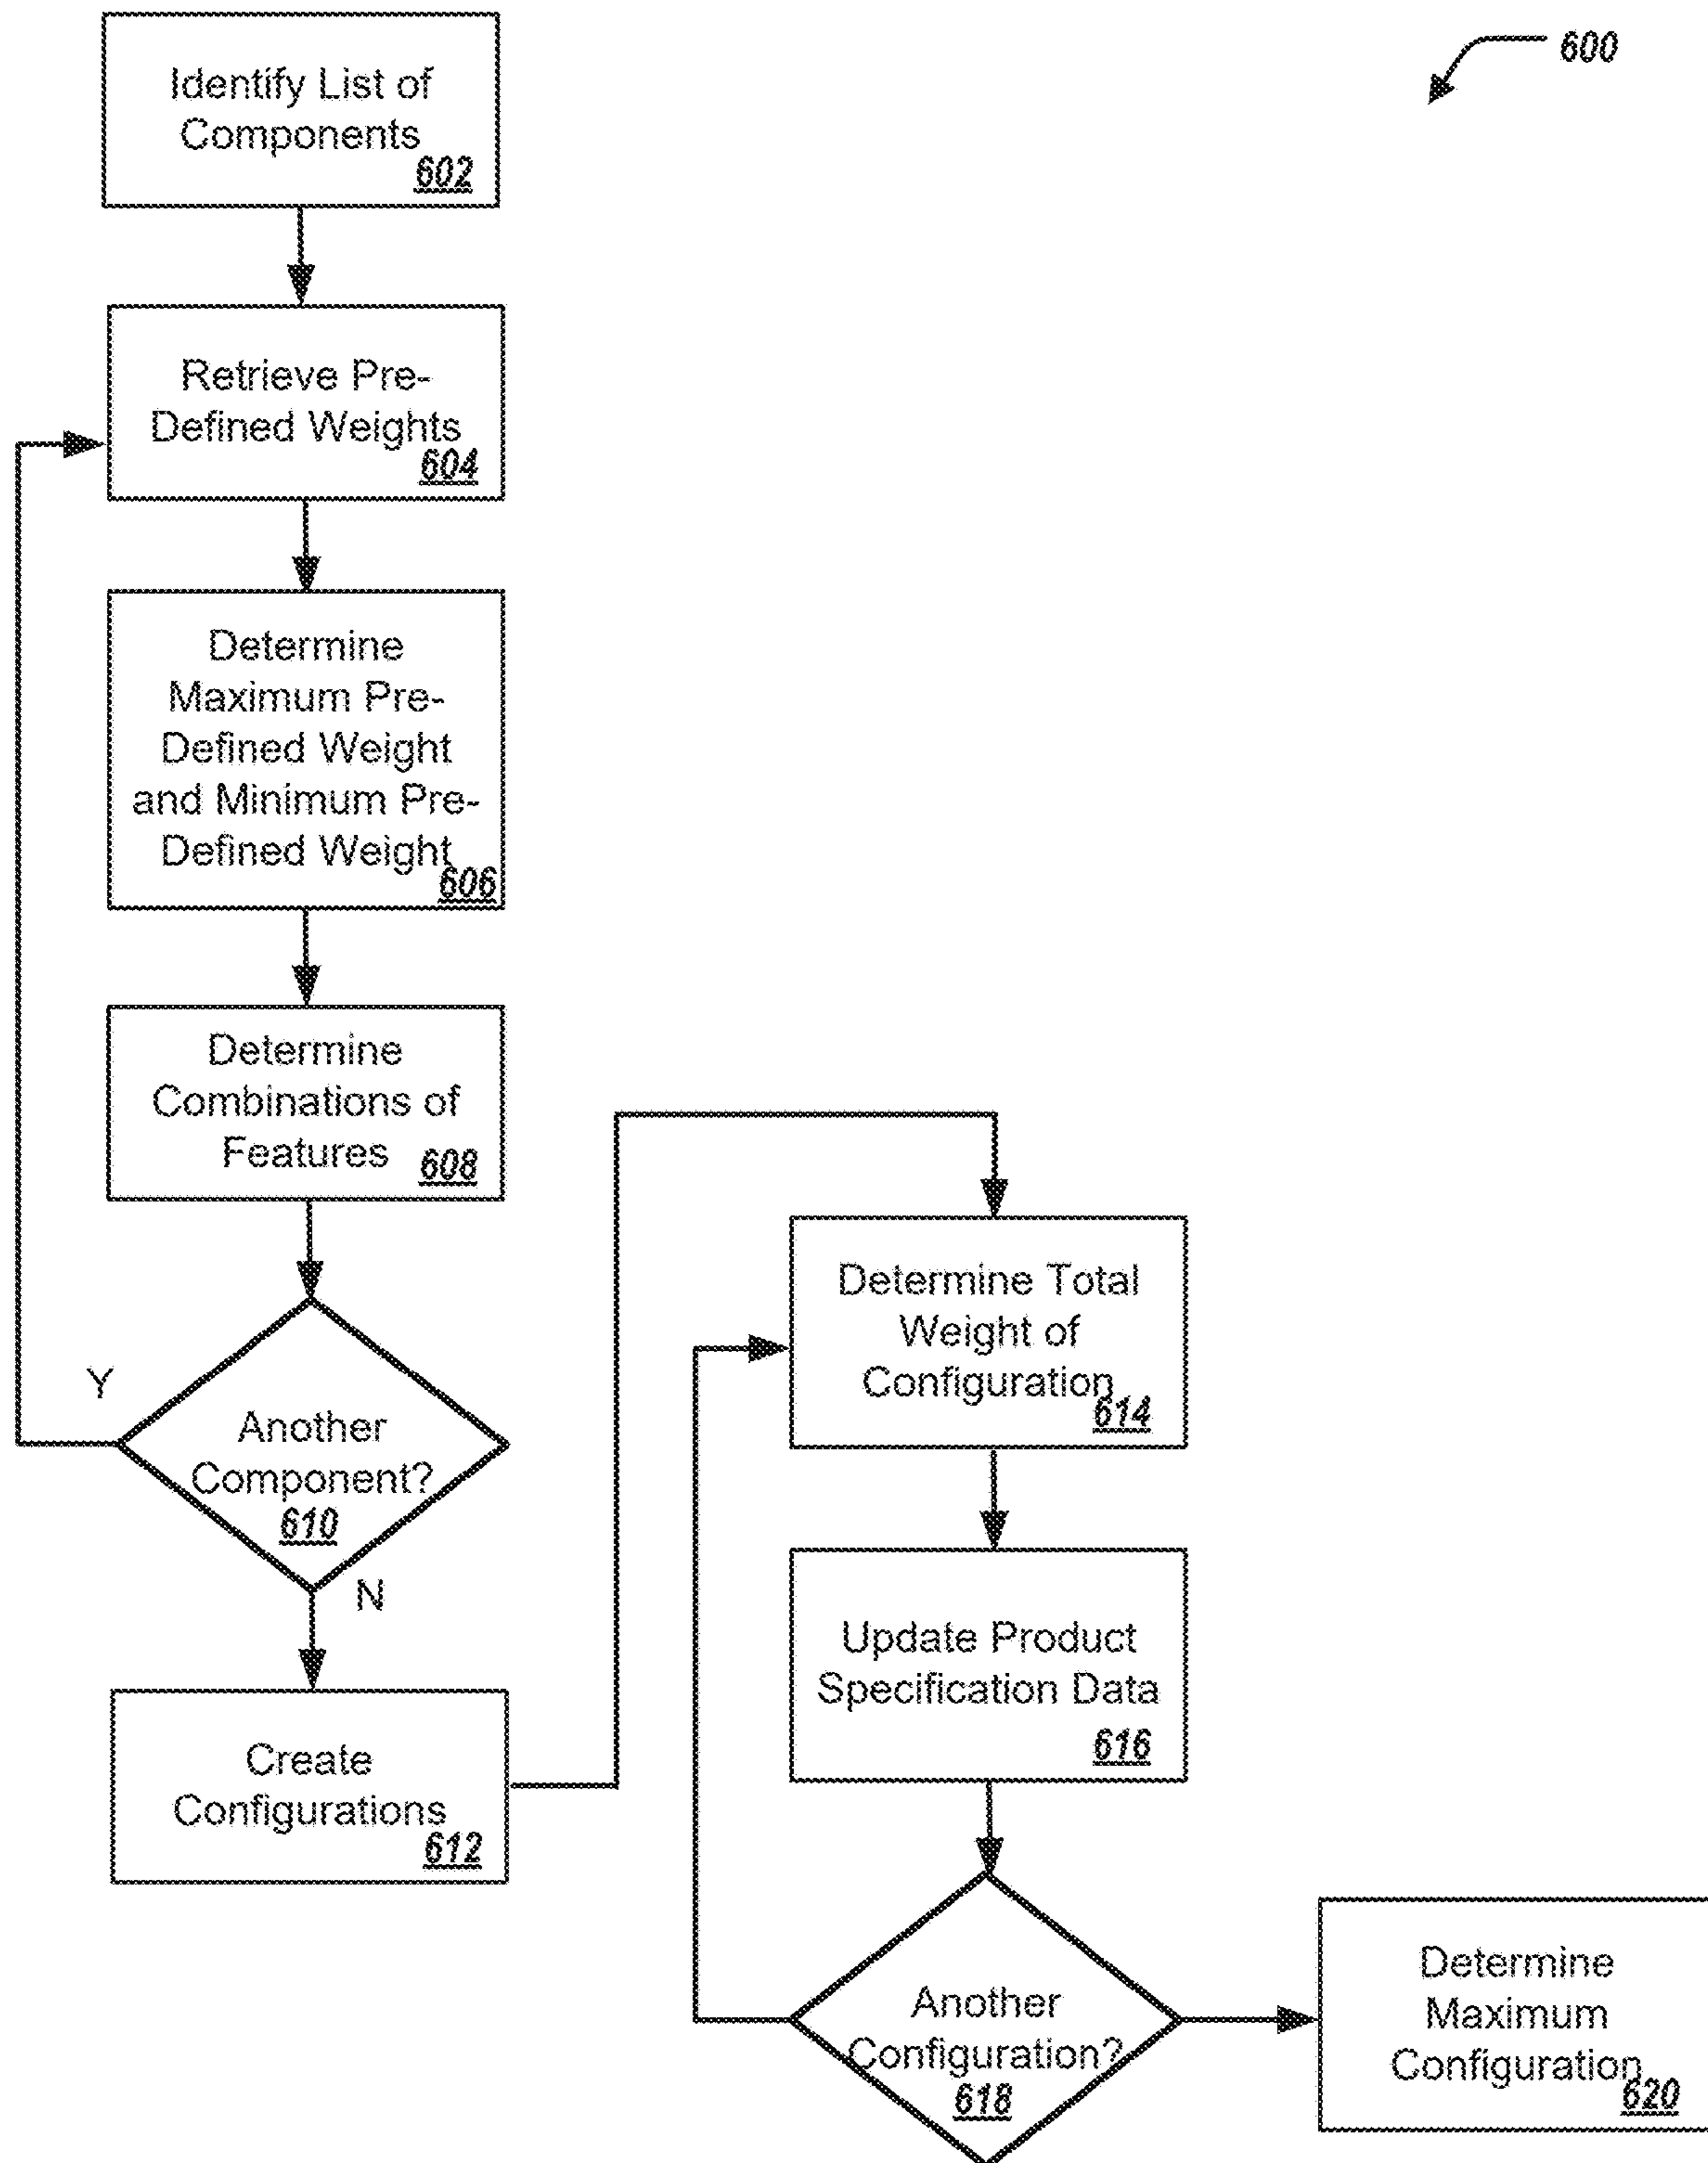 600
Identify List of
Components
602
Retrieve Pre-
Defined Weights
604
Determine
Maximum Pre-
Defined Weight
and Minimum Pre-
Defined Weight
606
Determine
Combinations of
Features
608
Y
Another
Component?
610
N
Create
Configurations
612
Determine Total
Weight of
Configuration
614
Update Product
Specification Data
616
Another
Configuration?
618
Determine
Maximum
Configuration
620